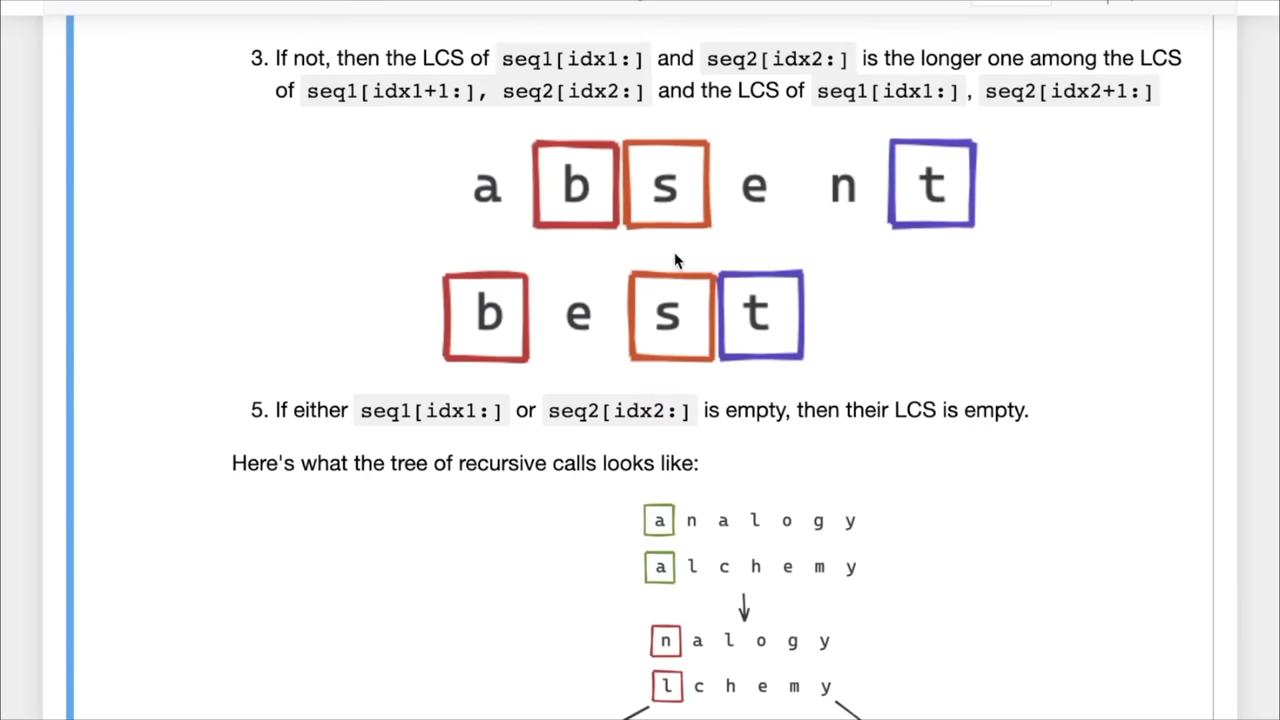 3. If not, then the LCS of seq1[idx1:] and seq2[idx2:] is the longer one among the LCS
of seq1[idx1+1:], seq2[idx2:] and the LCS of seq1[idx1:], seq2[idx2+1:]
a b s e n t
b e s t
5. If either seq1[idx1:] or seq2[idx2:] is empty, then their LCS is empty.
Here's what the tree of recursive calls looks like:
a n a l o g y
a l c h e m y
n a l o g y
l c h e m y